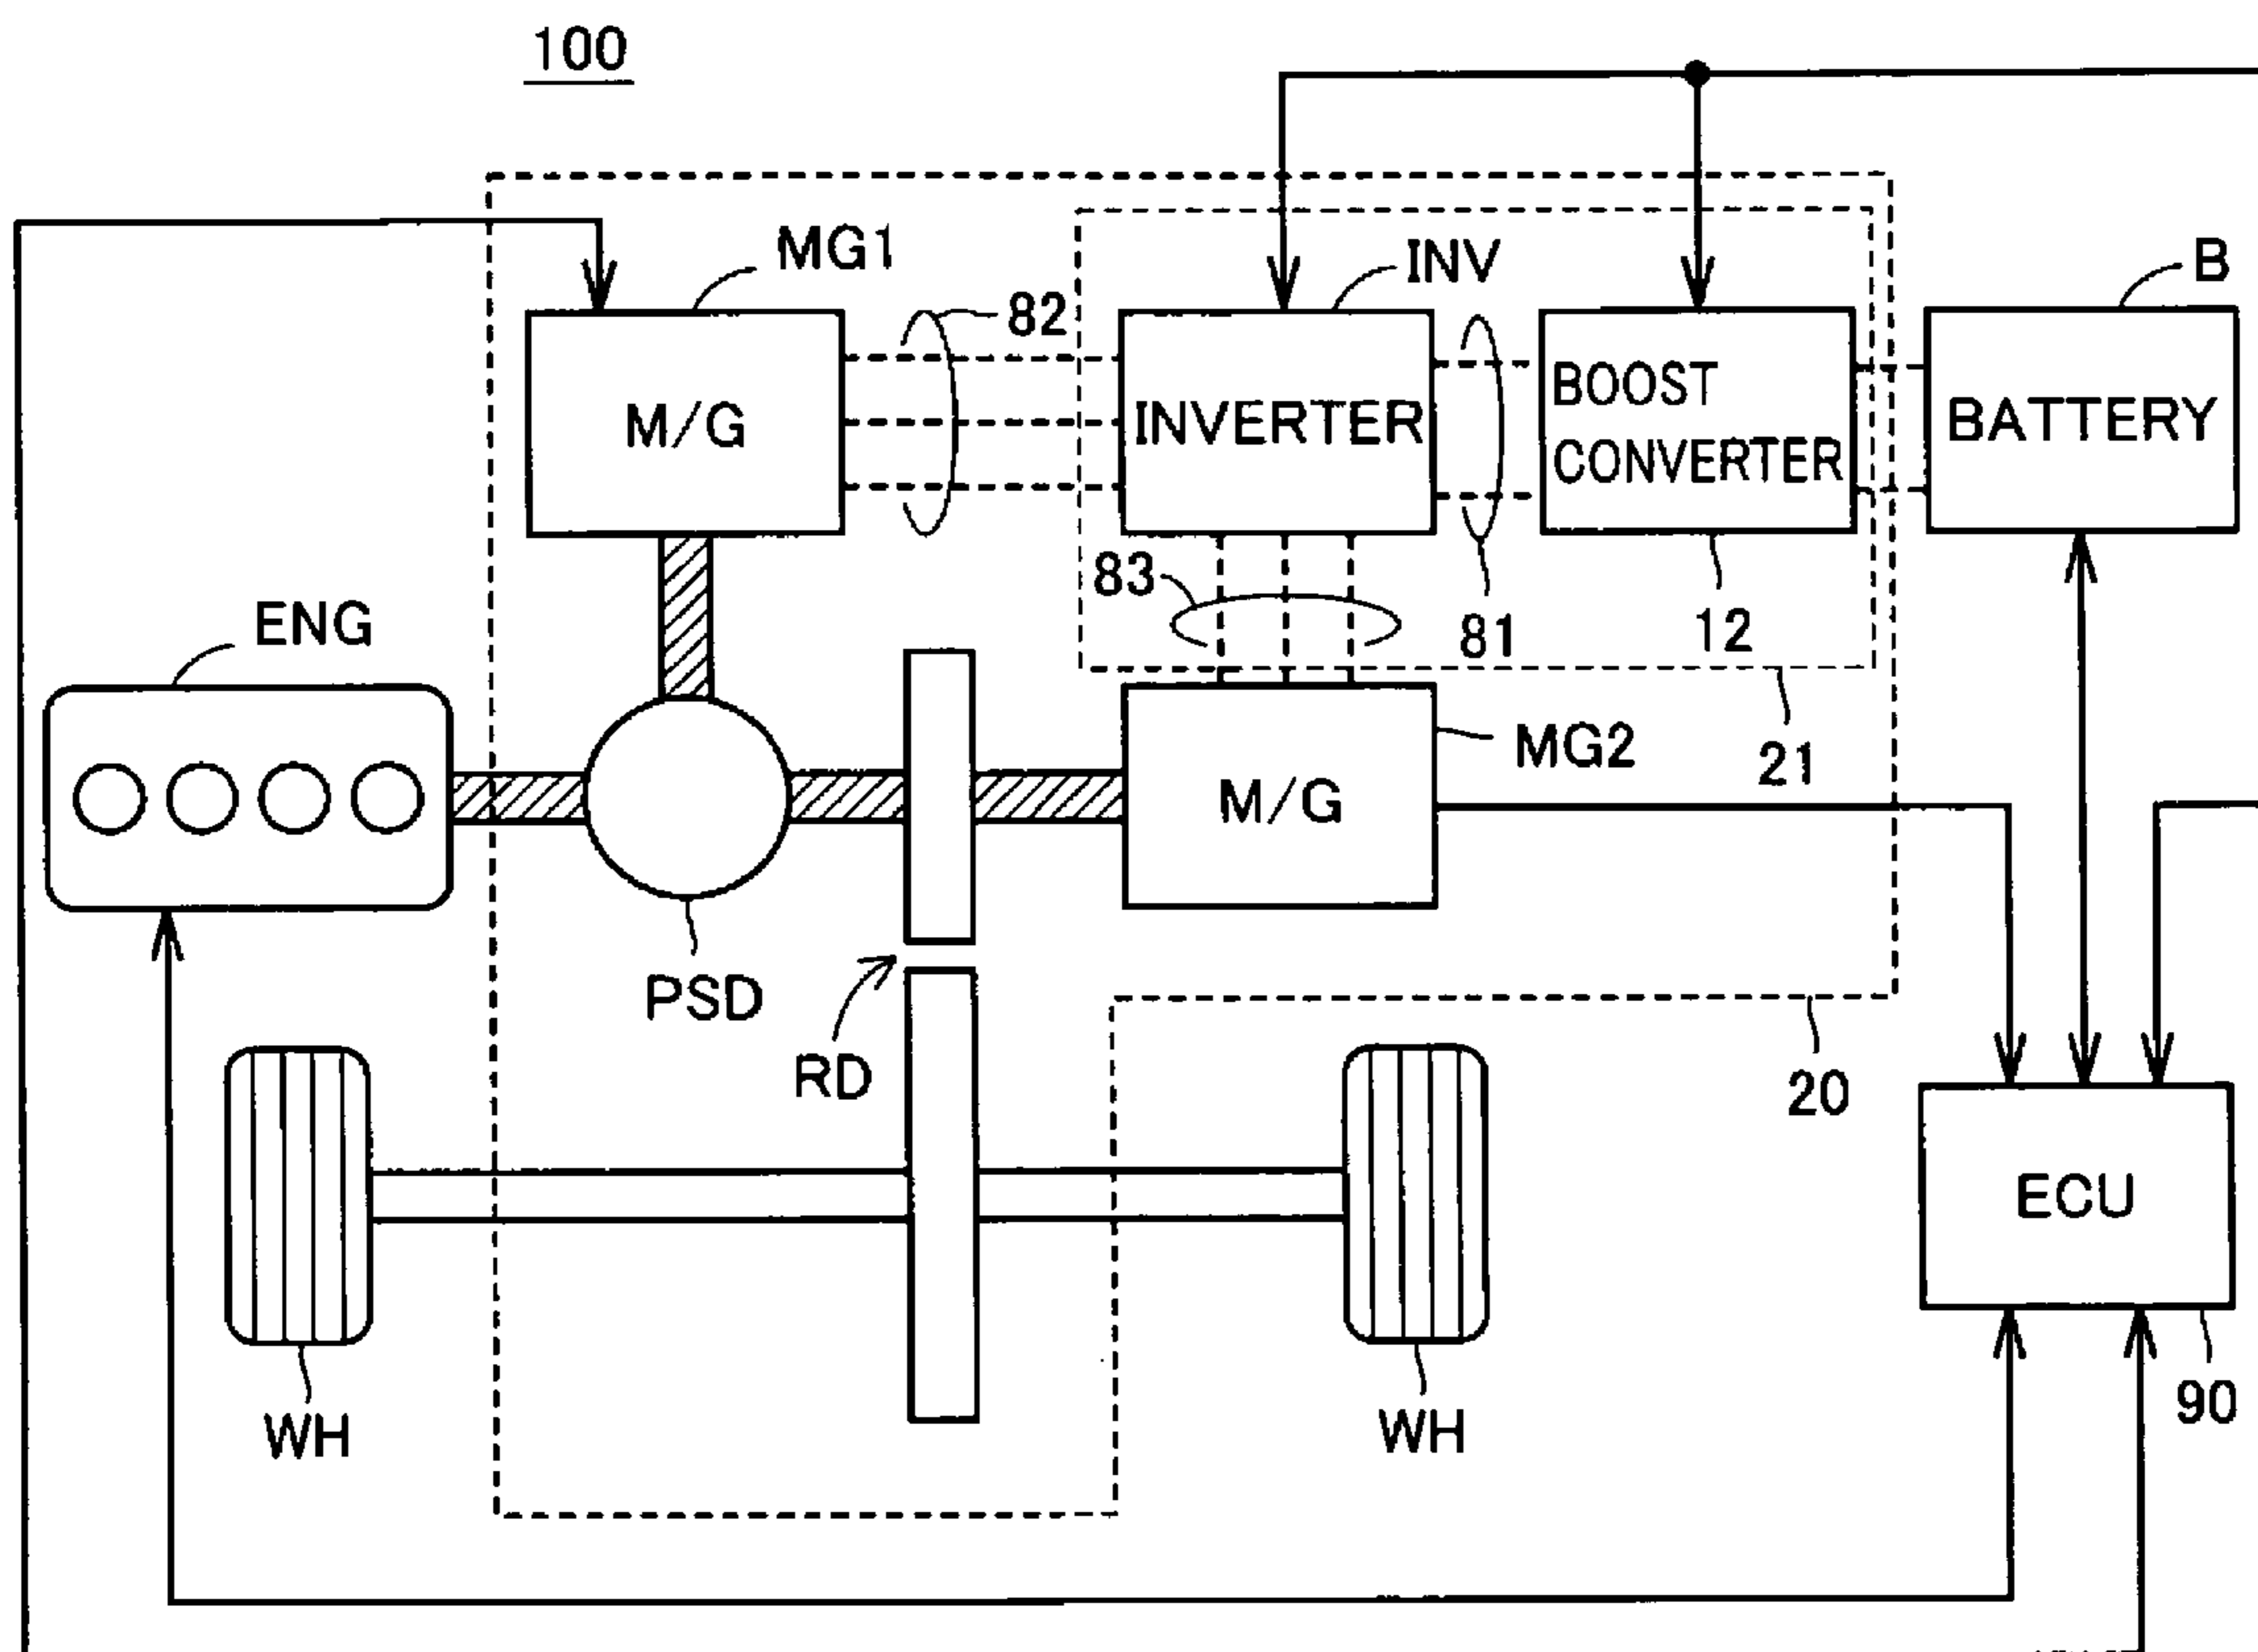 100
MG1
INV
B
82
M/G
INVERTER
BOOST
CONVERTER
BATTERY
83
81
12
ENG
MG2
21
M/G
PSD
RD
20
ECU
WH
WH
90